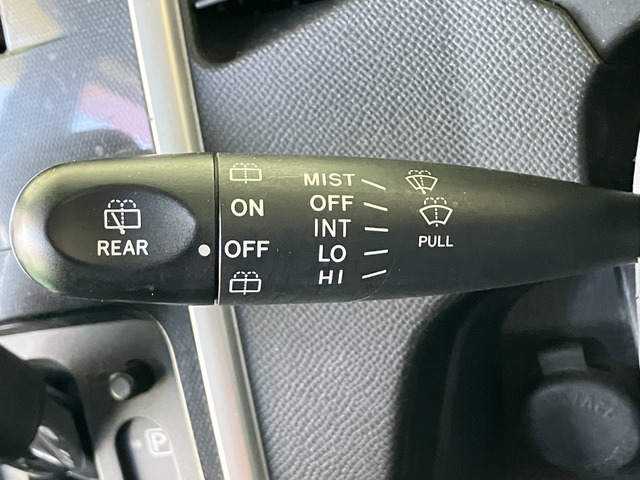 REAR
ON
OFF
MIST
OFF
INT
LO
HI
PULL
P